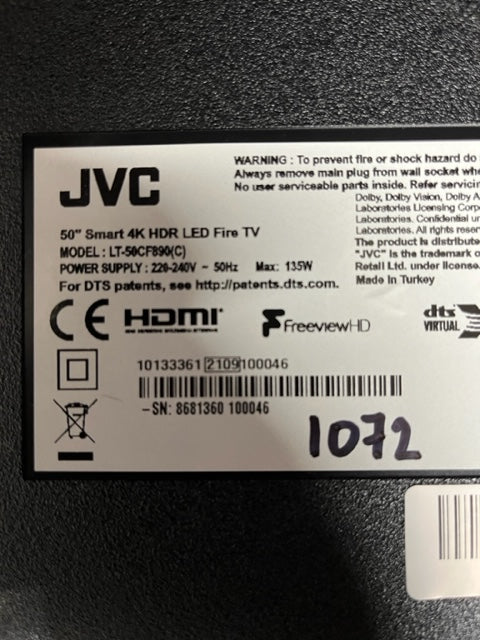 JVC
WARNING : To prevent fire or shock hazard do
Always remove main plug from wall socket whe
No user serviceable parts inside. Refer servicin
Dolby, Dolby Vision, Dolby A
Laboratories Licensing Corp
Laboratories. Confidential un
Laboratories. All rights reser
The product is distribute
"JVC" is the trademark o
Retail Ltd. under license.
Made in Turkey
50" Smart 4K HDR LED Fire TV
MODEL : LT-50CF890(C)
POWER SUPPLY : 220-240V ~ 50Hz Max: 135W
For DTS patents, see http://patents.dts.com.
CE HDMI FreeviewHD dts VIRTUAL
10133361 2109 100046
-SN: 8681360 100046
1072